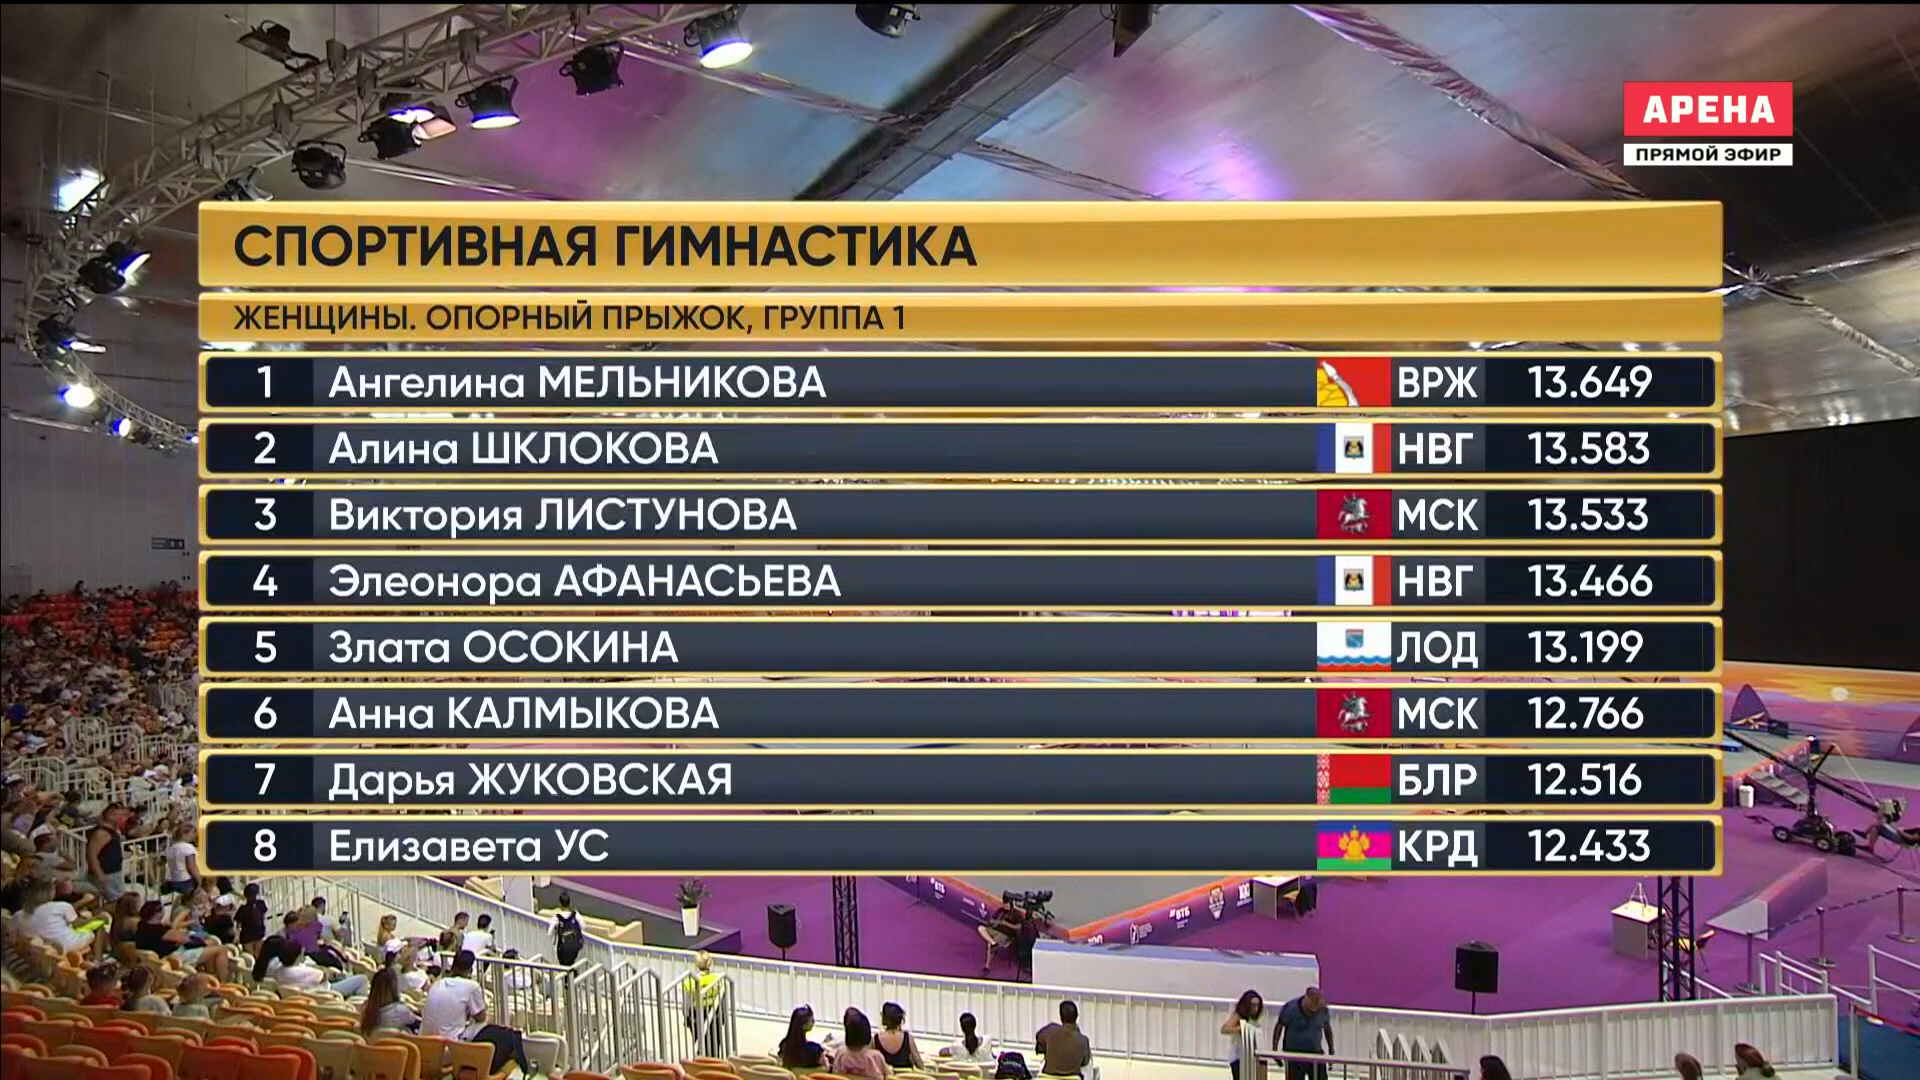 АРЕНА
ПРЯМОЙ ЭФИР
СПОРТИВНАЯ ГИМНАСТИКА
ЖЕНЩИНЫ. ОПОРНЫЙ ПРЫЖОК, ГРУППА 1
1 Ангелина МЕЛЬНИКОВА ВРЖ 13.649
2 Алина ШКЛОКОВА НВГ 13.583
3 Виктория ЛИСТУНОВА МСК 13.533
4 Элеонора АФАНАСЬЕВА НВГ 13.466
5 Злата ОСОКИНА ЛОД 13.199
6 Анна КАЛМЫКОВА МСК 12.766
7 Дарья ЖУКОВСКАЯ БЛР 12.516
8 Елизавета УС КРД 12.433
ВТБ